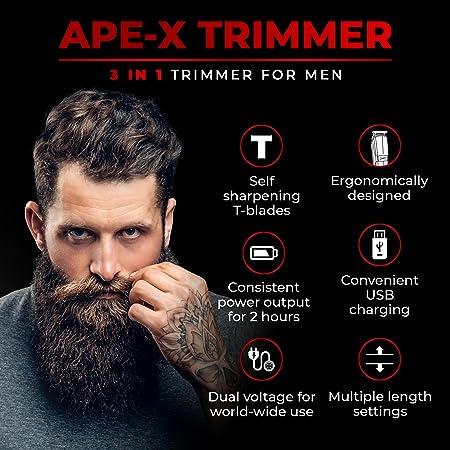 APE-X TRIMMER
3 IN 1 TRIMMER FOR MEN
T
Self
sharpening
T-blades
Ergonomically
designed
Consistent
power output
for 2 hours
Convenient
USB
charging
Dual voltage for
world-wide use
Multiple length
settings